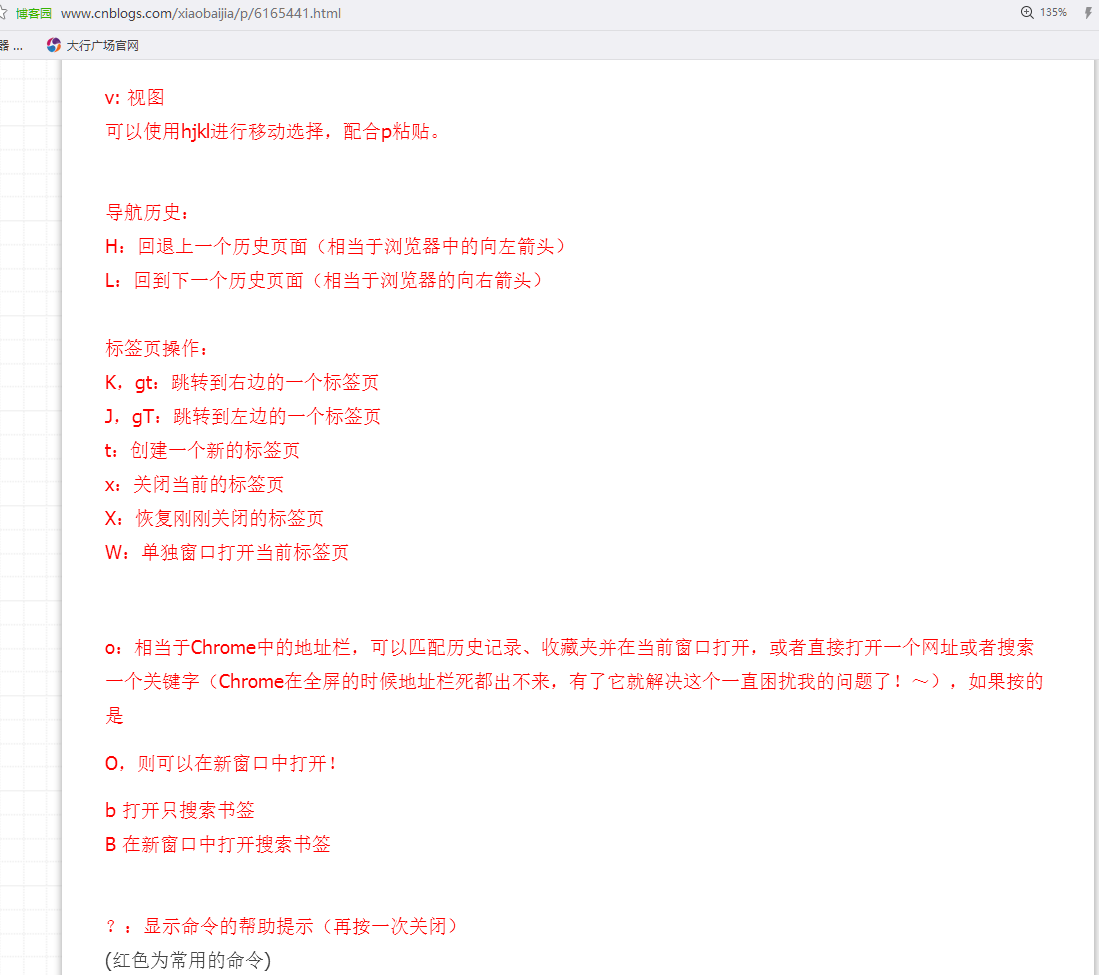 博客园 www.cnblogs.com/xiaobaijia/p/6165441.html 135%
器 ... 大行广场官网
v: 视图
可以使用hjkl进行移动选择，配合p粘贴。
导航历史：
H：回退上一个历史页面（相当于浏览器中的向左箭头）
L：回到下一个历史页面（相当于浏览器的向右箭头）
标签页操作：
K，gt：跳转到右边的一个标签页
J，gT：跳转到左边的一个标签页
t：创建一个新的标签页
x：关闭当前的标签页
X：恢复刚刚关闭的标签页
W：单独窗口打开当前标签页
o：相当于Chrome中的地址栏，可以匹配历史记录、收藏夹并在当前窗口打开，或者直接打开一个网址或者搜索
一个关键字（Chrome在全屏的时候地址栏死都出不来，有了它就解决这个一直困扰我的问题了！～），如果按的
是
O，则可以在新窗口中打开！
b 打开只搜索书签
B 在新窗口中打开搜索书签
？：显示命令的帮助提示（再按一次关闭）
(红色为常用的命令)